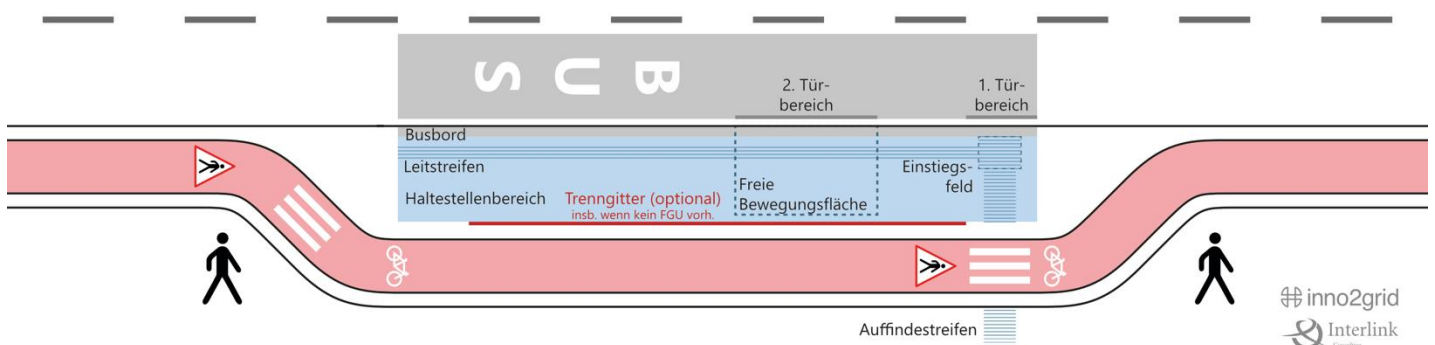 BUS
2. Tür-
bereich
1. Tür-
bereich
Busbord
Leitstreifen
Einstiegs-
feld
Haltestellenbereich
Trenngitter (optional)
insb. wenn kein FGU vorh.
Freie
Bewegungsfläche
Auffindestreifen
inno2grid
Interlink